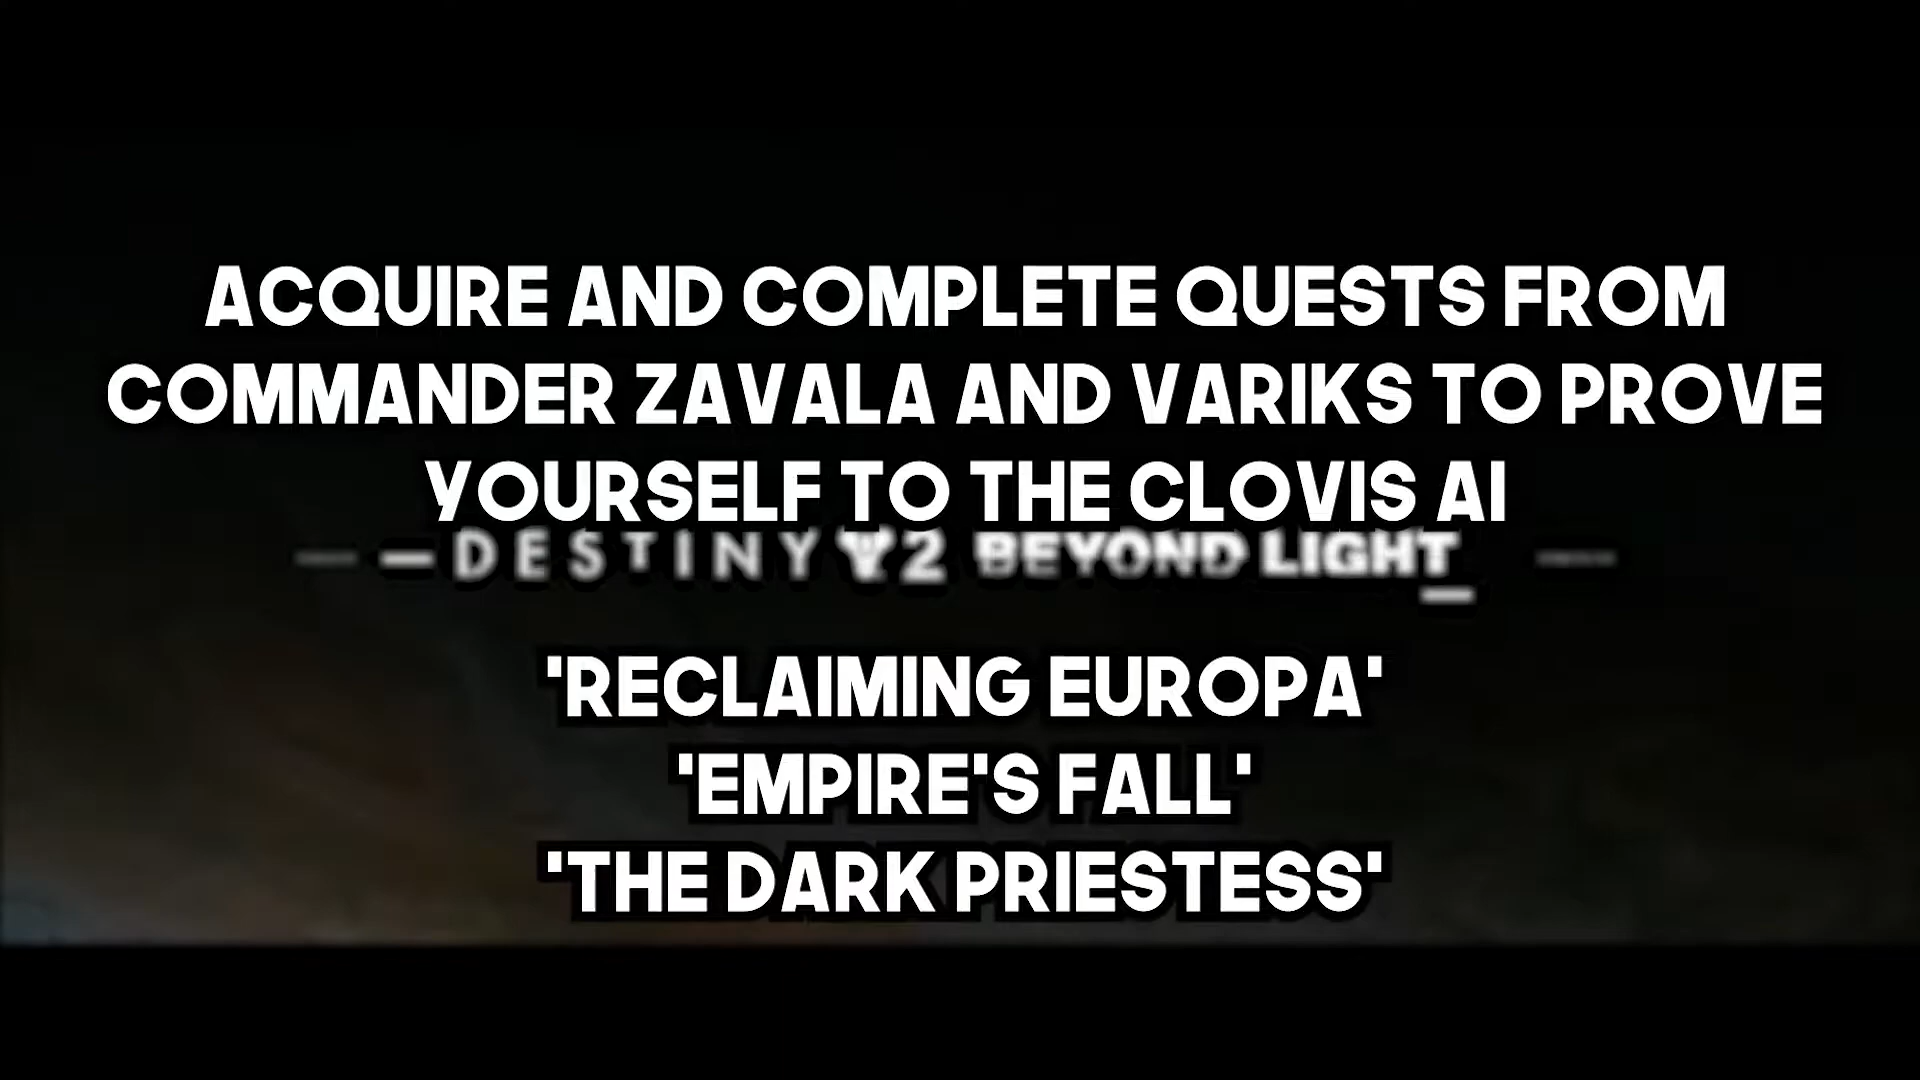 ACQUIRE AND COMPLETE QUESTS FROM
COMMANDER ZAVALA AND VARIKS TO PROVE
YOURSELF TO THE CLOVIS AI
DESTINY 2 BEYOND LIGHT
'RECLAIMING EUROPA'
'EMPIRE'S FALL'
'THE DARK PRIESTESS'